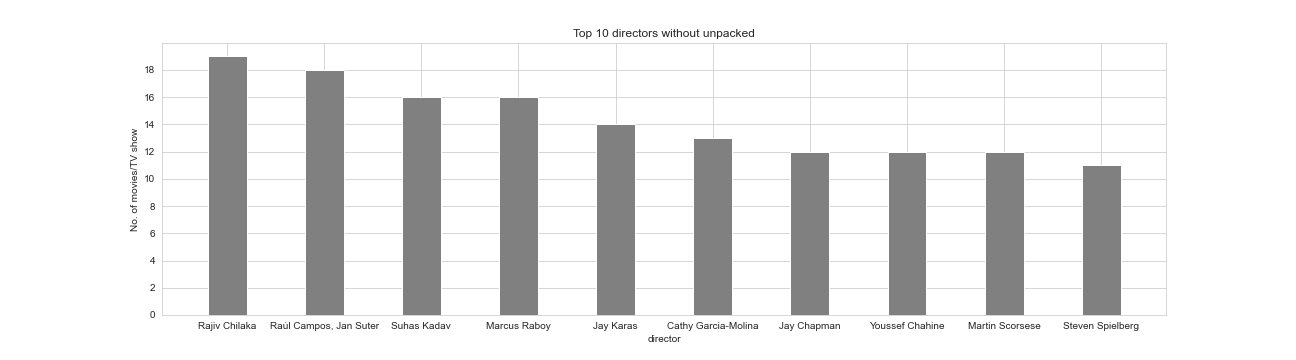 Top 10 directors without unpacked
No. of movies/TV show
18
16
14
12
10
8
6
4
2
0
Rajiv Chilaka Raúl Campos, Jan Suter Suhas Kadav Marcus Raboy Jay Karas Cathy Garcia-Molina Jay Chapman Youssef Chahine Martin Scorsese Steven Spielberg
director